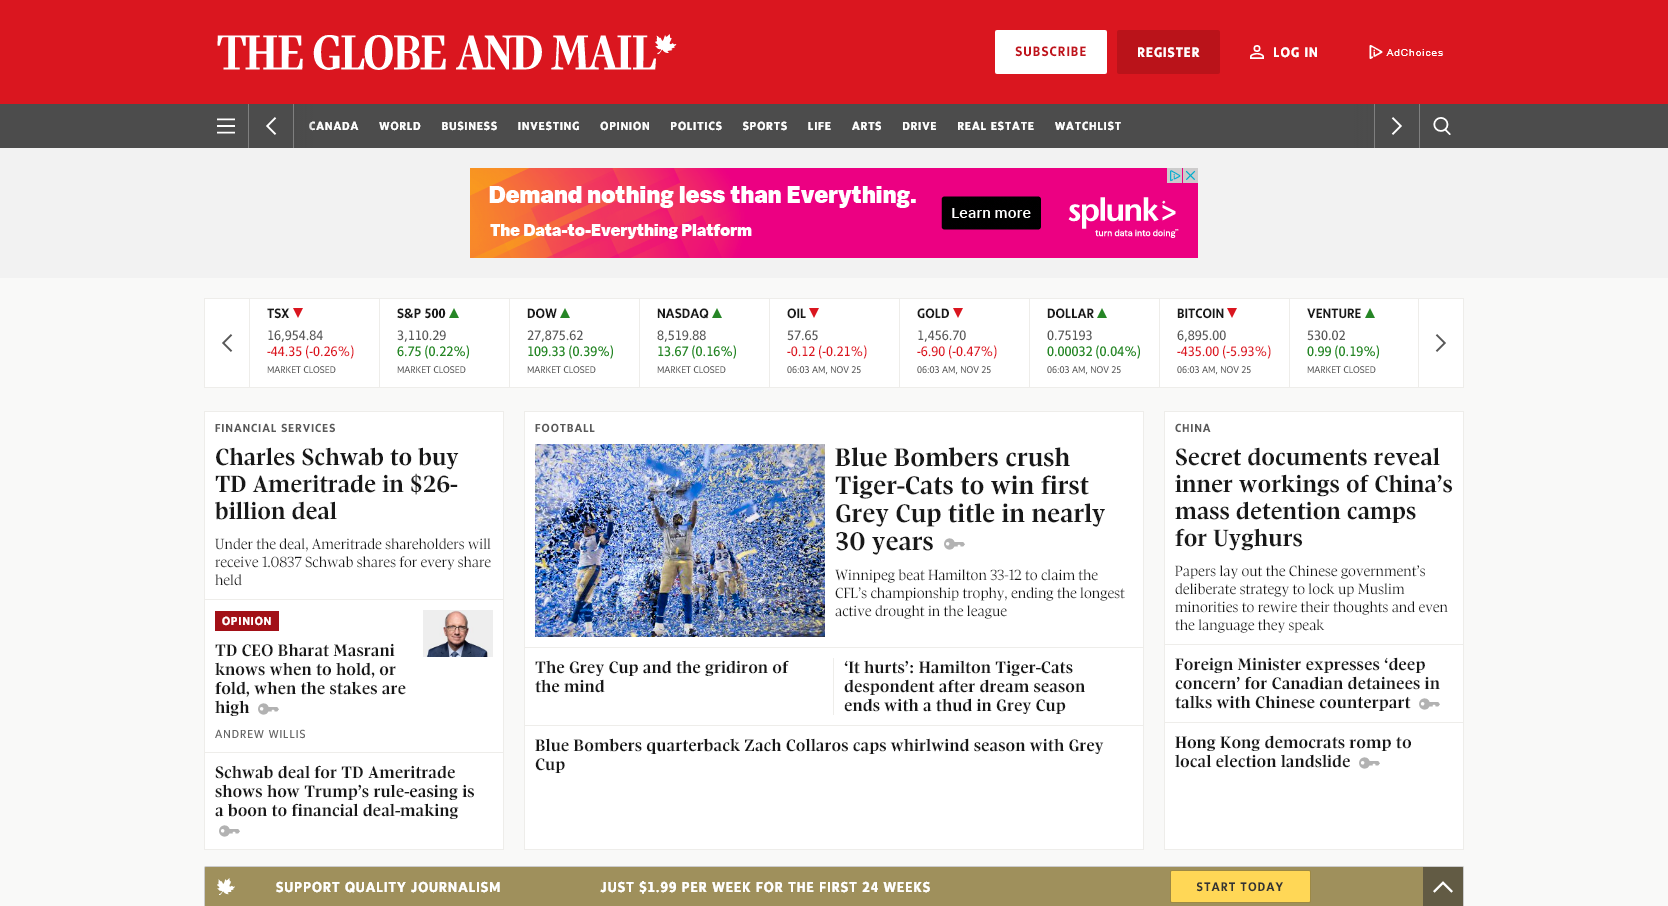 THE GLOBE AND MAIL
SUBSCRIBE
REGISTER
LOG IN
AdChoices
CANADA WORLD BUSINESS INVESTING OPINION POLITICS SPORTS LIFE ARTS DRIVE REAL ESTATE WATCHLIST
Demand nothing less than Everything.
The Data-to-Everything Platform
Learn more
splunk>
turn data into doing™
TSX
16,954.84
-44.35 (-0.26%)
MARKET CLOSED
S&P 500
3,110.29
6.75 (0.22%)
MARKET CLOSED
DOW
27,875.62
109.33 (0.39%)
MARKET CLOSED
NASDAQ
8,519.88
13.67 (0.16%)
MARKET CLOSED
OIL
57.65
-0.12 (-0.21%)
06:03 AM, NOV 25
GOLD
1,456.70
-6.90 (-0.47%)
06:03 AM, NOV 25
DOLLAR
0.75193
0.00032 (0.04%)
06:03 AM, NOV 25
BITCOIN
6,895.00
-435.00 (-5.93%)
06:03 AM, NOV 25
VENTURE
530.02
0.99 (0.19%)
MARKET CLOSED
FINANCIAL SERVICES
Charles Schwab to buy
TD Ameritrade in $26-
billion deal
Under the deal, Ameritrade shareholders will
receive 1.0837 Schwab shares for every share
held
OPINION
TD CEO Bharat Masrani
knows when to hold, or
fold, when the stakes are
high
ANDREW WILLIS
Schwab deal for TD Ameritrade
shows how Trump’s rule-easing is
a boon to financial deal-making
FOOTBALL
Blue Bombers crush
Tiger-Cats to win first
Grey Cup title in nearly
30 years
Winnipeg beat Hamilton 33-12 to claim the
CFL’s championship trophy, ending the longest
active drought in the league
The Grey Cup and the gridiron of
the mind
‘It hurts’: Hamilton Tiger-Cats
despondent after dream season
ends with a thud in Grey Cup
Blue Bombers quarterback Zach Collaros caps whirlwind season with Grey
Cup
CHINA
Secret documents reveal
inner workings of China’s
mass detention camps
for Uyghurs
Papers lay out the Chinese government’s
deliberate strategy to lock up Muslim
minorities to rewire their thoughts and even
the language they speak
Foreign Minister expresses ‘deep
concern’ for Canadian detainees in
talks with Chinese counterpart
Hong Kong democrats romp to
local election landslide
SUPPORT QUALITY JOURNALISM
JUST $1.99 PER WEEK FOR THE FIRST 24 WEEKS
START TODAY